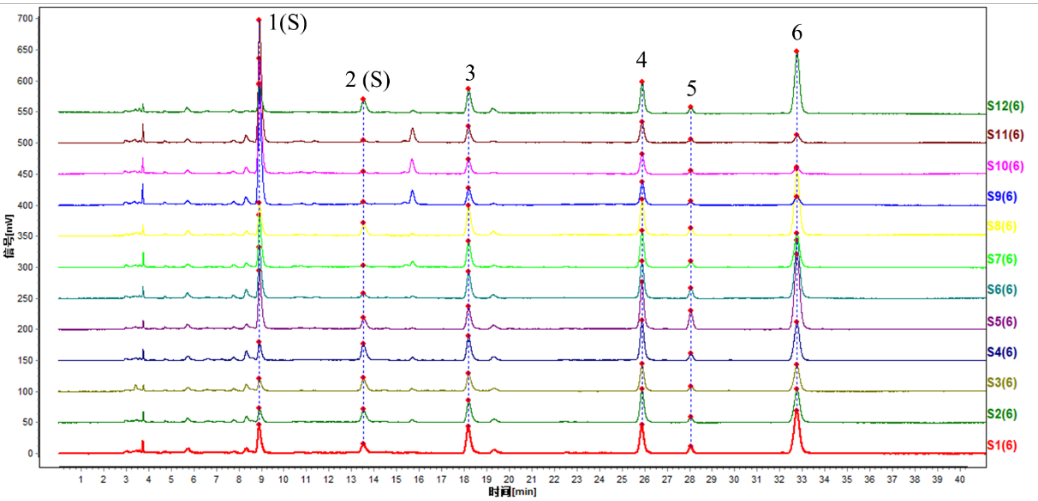 1(S)
2 (S)
3
4
5
6
700
650
600
550
500
450
400
350
300
250
200
150
100
50
0
信号[mV]
S12(6)
S11(6)
S10(6)
S9(6)
S8(6)
S7(6)
S6(6)
S5(6)
S4(6)
S3(6)
S2(6)
S1(6)
1 2 3 4 5 6 7 8 9 10 11 12 13 14 15 16 17 18 19 20 21 22 23 24 25 26 27 28 29 30 31 32 33 34 35 36 37 38 39 40
时间[min]